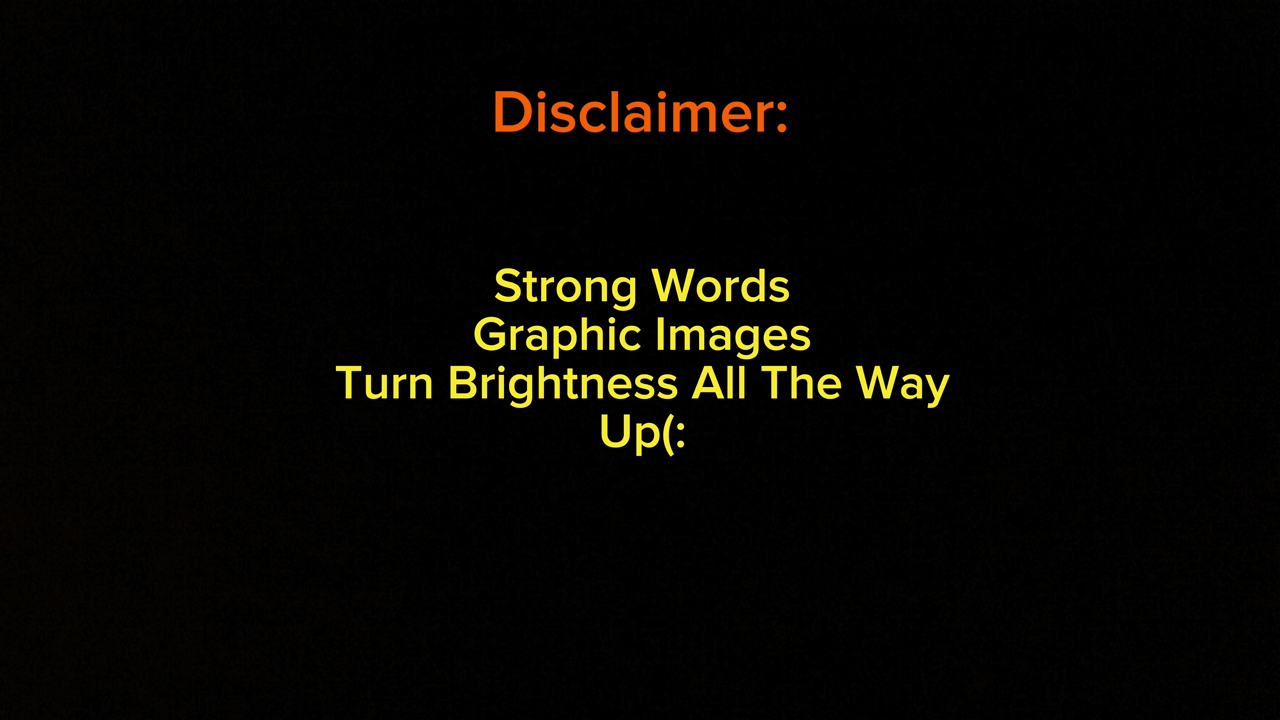 Disclaimer:
Strong Words
Graphic Images
Turn Brightness All The Way
Up(: